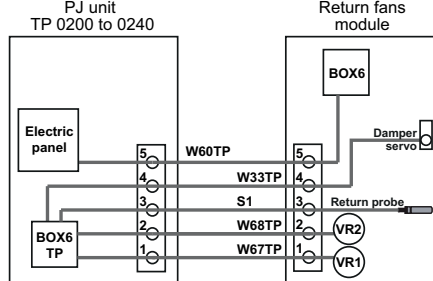 PJ unit
TP 0200 to 0240
Return fans
module
BOX6
Electric
panel
Damper
servo
5
W60TP
5
4
W33TP
4
3
S1
3
Return probe
BOX6
TP
2
W68TP
2
VR2
1
W67TP
1
VR1